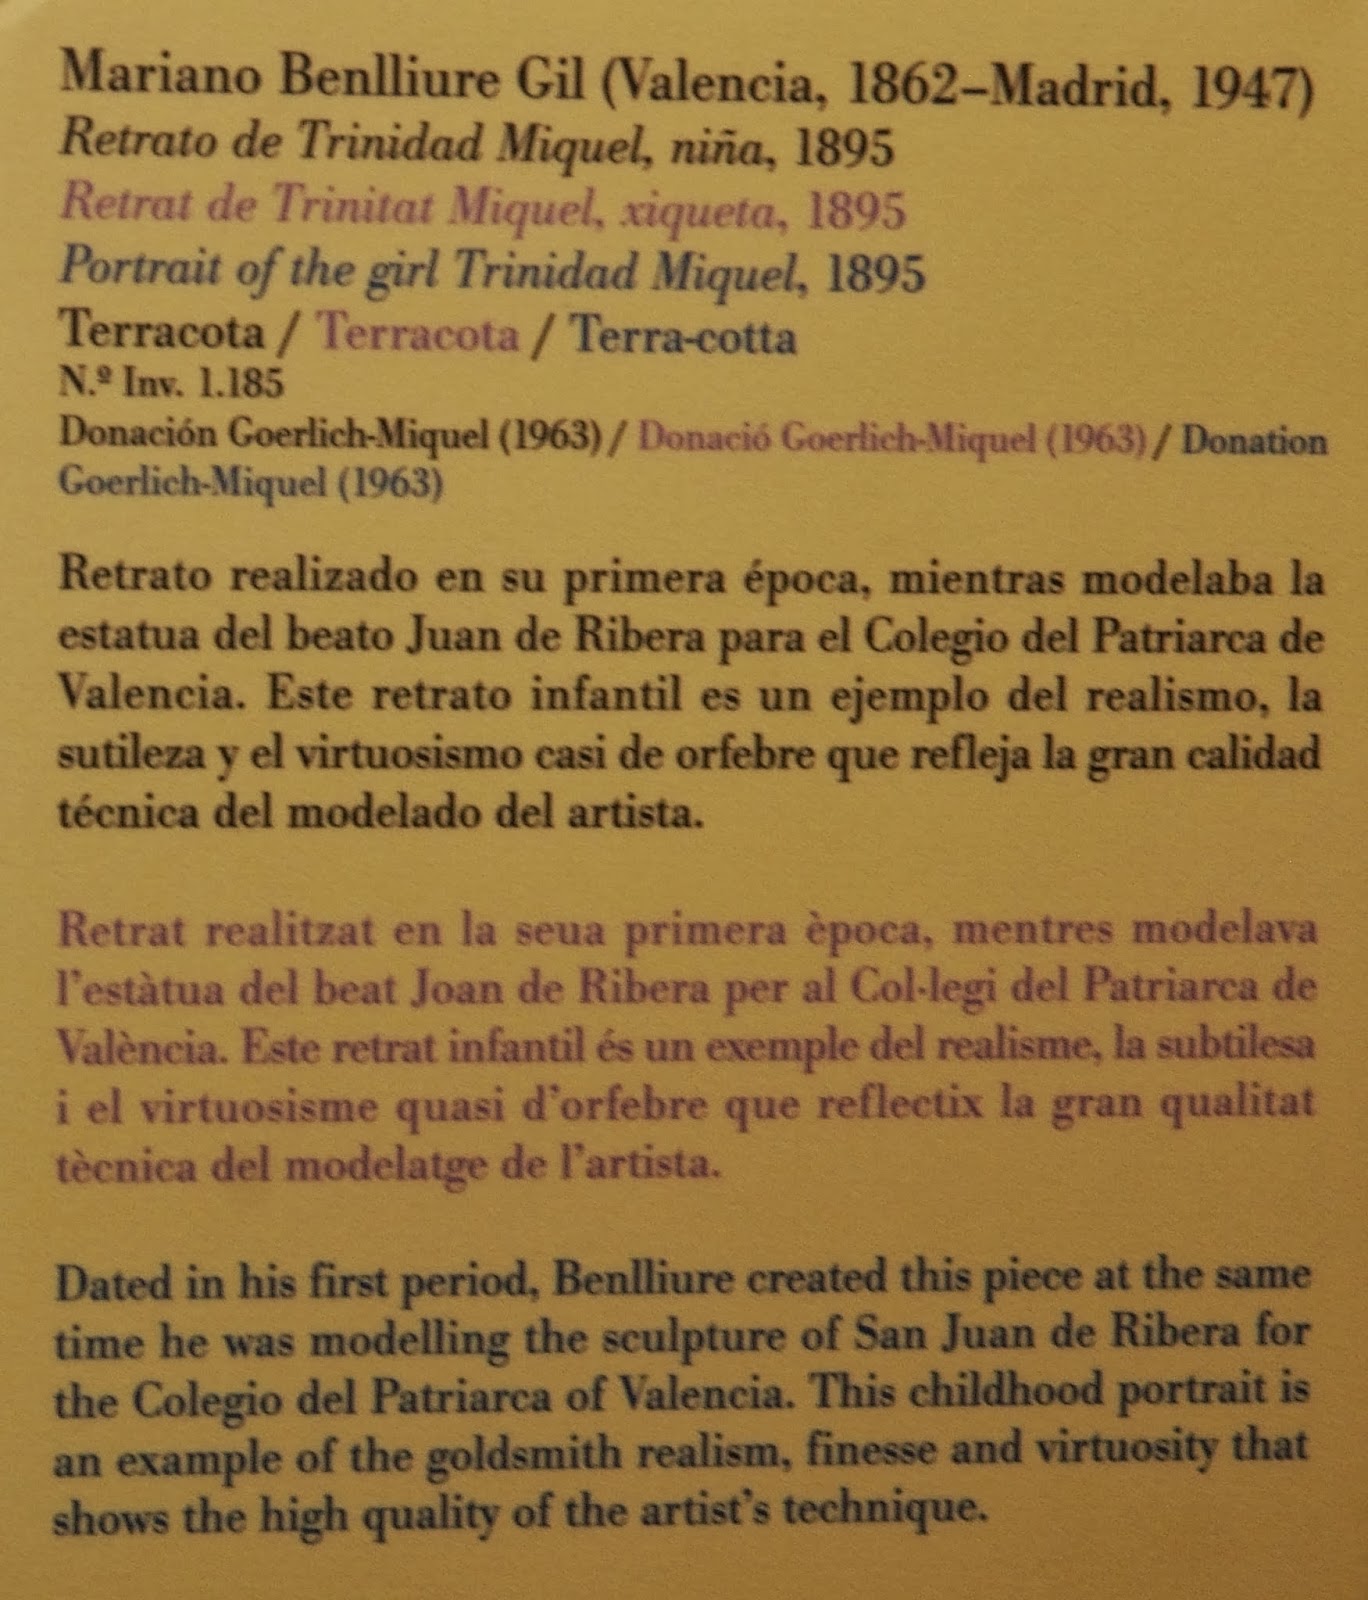 Mariano Benlliure Gil (Valencia, 1862–Madrid, 1947)
Retrato de Trinidad Miquel, niña, 1895
Retrat de Trinitat Miquel, xiqueta, 1895
Portrait of the girl Trinidad Miquel, 1895
Terracota / Terracota / Terra-cotta
N.º Inv. 1.185
Donación Goerlich-Miquel (1963) / Donació Goerlich-Miquel (1963) / Donation
Goerlich-Miquel (1963)
Retrato realizado en su primera época, mientras modelaba la
estatua del beato Juan de Ribera para el Colegio del Patriarca de
Valencia. Este retrato infantil es un ejemplo del realismo, la
sutileza y el virtuosismo casi de orfebre que refleja la gran calidad
técnica del modelado del artista.
Retrat realitzat en la seua primera època, mentres modelava
l'estàtua del beat Joan de Ribera per al Col·legi del Patriarca de
València. Este retrat infantil és un exemple del realisme, la subtilesa
i el virtuosisme quasi d'orfebre que reflectix la gran qualitat
tècnica del modelatge de l'artista.
Dated in his first period, Benlliure created this piece at the same
time he was modelling the sculpture of San Juan de Ribera for
the Colegio del Patriarca of Valencia. This childhood portrait is
an example of the goldsmith realism, finesse and virtuosity that
shows the high quality of the artist's technique.